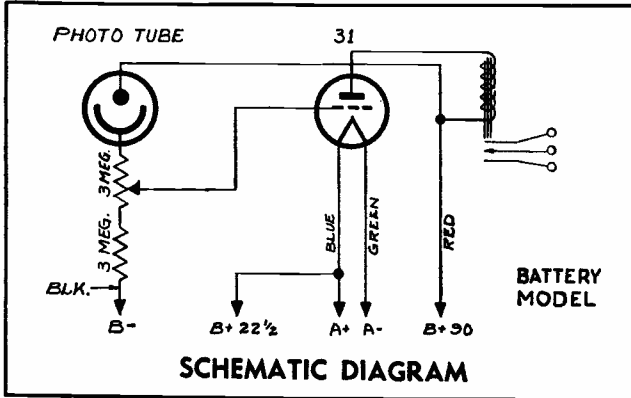 PHOTO TUBE
31
3 MEG.
3 MEG.
BLUE
GREEN
RED
BLK.
BATTERY
MODEL
B-
B+ 22½
A+
A-
B+90
SCHEMATIC DIAGRAM